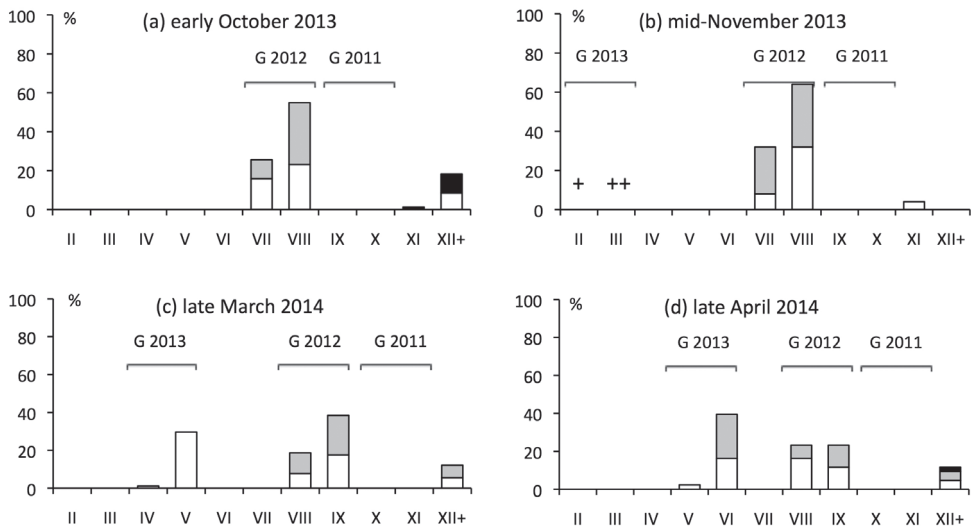 100 % (a) early October 2013
80 G 2012 G 2011
60
40
20
0
II III IV V VI VII VIII IX X XI XII+
100 % (b) mid-November 2013
80 G 2013 G 2012 G 2011
60
40
20 + ++
0
II III IV V VI VII VIII IX X XI XII+
100 % (c) late March 2014
80 G 2013 G 2012 G 2011
60
40
20
0
II III IV V VI VII VIII IX X XI XII+
100 % (d) late April 2014
80 G 2013 G 2012 G 2011
60
40
20
0
II III IV V VI VII VIII IX X XI XII+